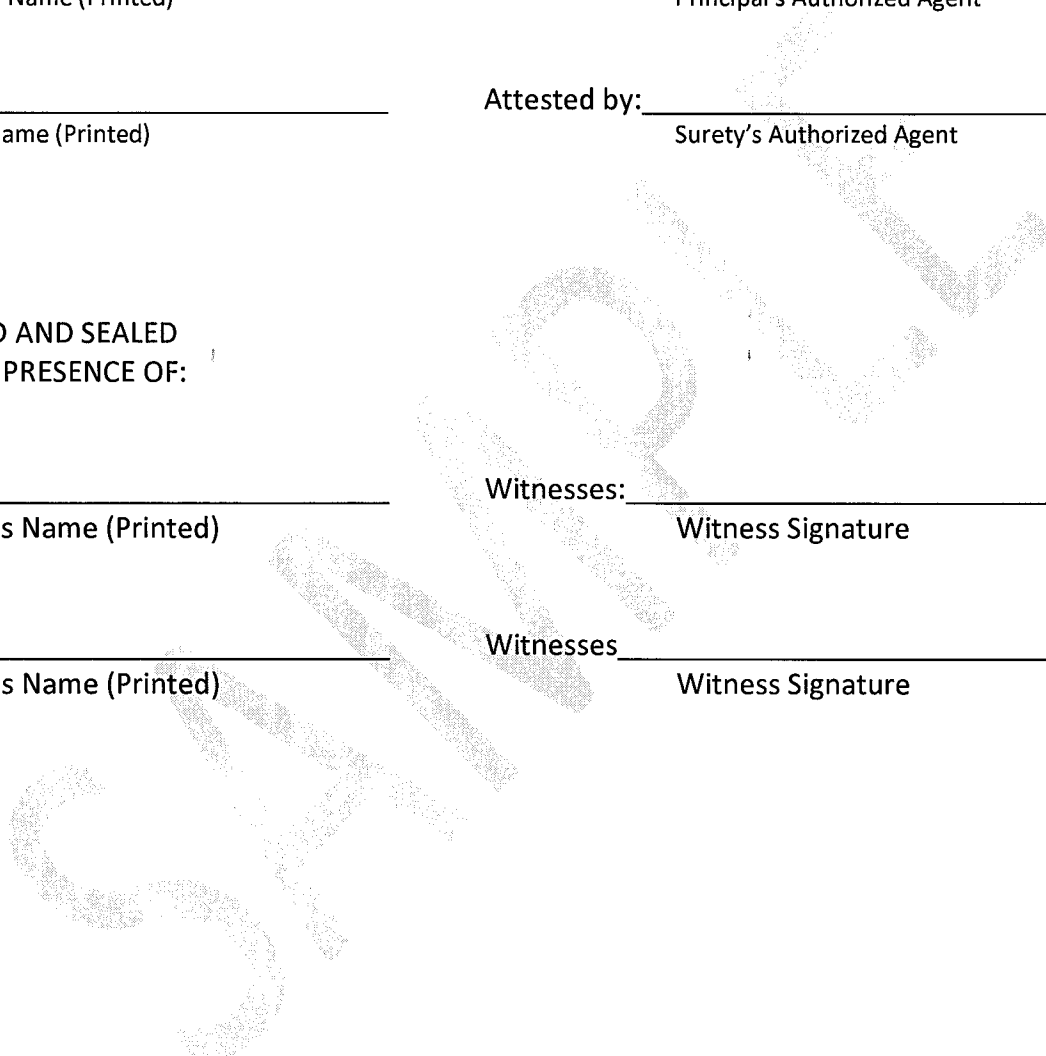 Name (Printed) Principal's Authorized Agent
Attested by:
ame (Printed) Surety's Authorized Agent
D AND SEALED
PRESENCE OF:
Witnesses:
s Name (Printed) Witness Signature
Witnesses
s Name (Printed) Witness Signature
SAMPLE